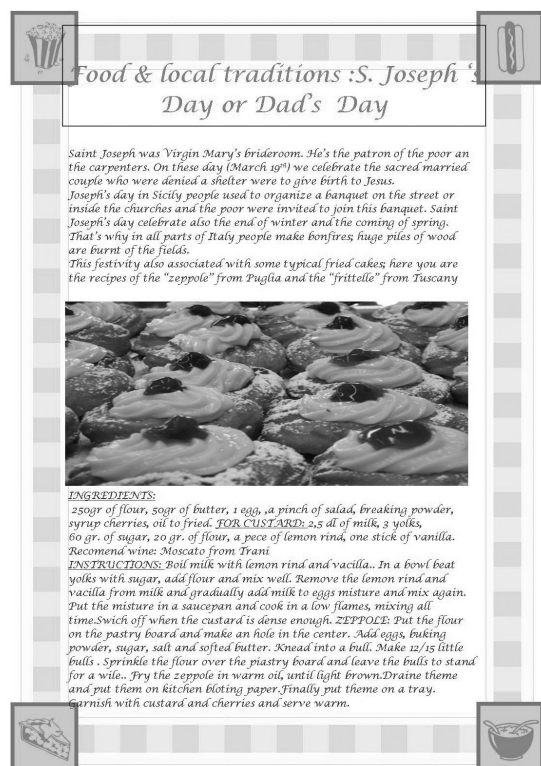 Food & local traditions :S. Joseph ‘s
Day or Dad’s Day
Saint Joseph was Virgin Mary’s brideroom. He’s the patron of the poor an
the carpenters. On these day (March 19th) we celebrate the sacred married
couple who were denied a shelter were to give birth to Jesus.
Joseph’s day in Sicily people used to organize a banquet on the street or
inside the churches and the poor were invited to join this banquet. Saint
Joseph’s day celebrate also the end of winter and the coming of spring.
That’s why in all parts of Italy people make bonfires; huge piles of wood
are burnt of the fields.
This festivity also associated with some typical fried cakes; here you are
the recipes of the “zeppole” from Puglia and the “frittelle” from Tuscany
INGREDIENTS:
250gr of flour, 50gr of butter, 1 egg, ,a pinch of salad, breaking powder,
syrup cherries, oil to fried. FOR CUSTARD: 2,5 dl of milk, 3 yolks,
60 gr. of sugar, 20 gr. of flour, a pece of lemon rind, one stick of vanilla.
Recomend wine: Moscato from Trani
INSTRUCTIONS: Boil milk with lemon rind and vacilla.. In a bowl beat
yolks with sugar, add flour and mix well. Remove the lemon rind and
vacilla from milk and gradually add milk to eggs misture and mix again.
Put the misture in a saucepan and cook in a low flames, mixing all
time.Swich off when the custard is dense enough. ZEPPOLE: Put the flour
on the pastry board and make an hole in the center. Add eggs, buking
powder, sugar, salt and softed butter. Knead into a bull. Make 12/15 little
bulls . Sprinkle the flour over the piastry board and leave the bulls to stand
for a wile.. Fry the zeppole in warm oil, until light brown.Draine theme
and put them on kitchen bloting paper.Finally put theme on a tray.
Garnish with custard and cherries and serve warm.